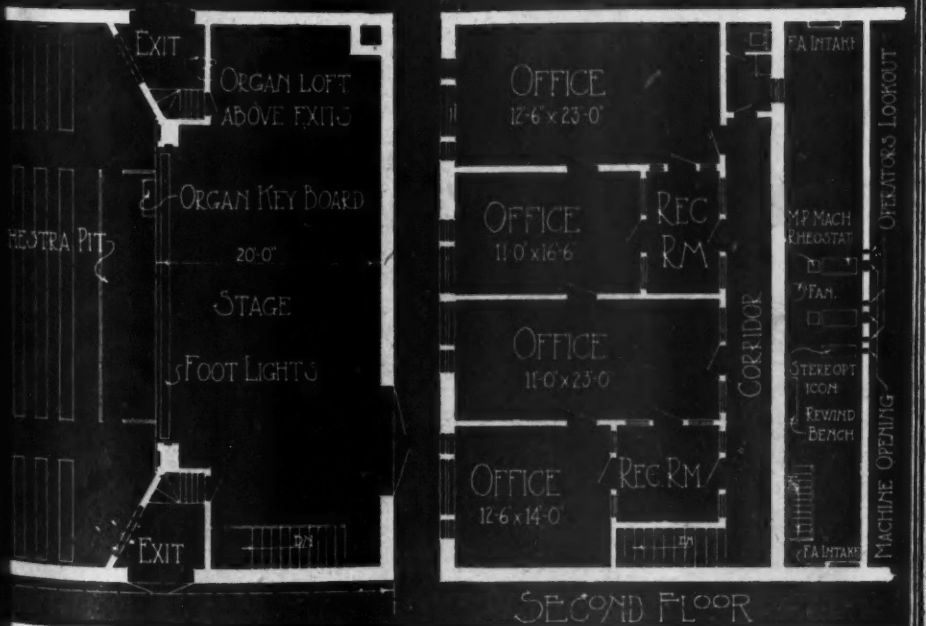 EXIT
ORGAN LOFT
ABOVE EXITS
ORGAN KEY BOARD
HESTRA PIT
20'-0"
STAGE
FOOT LIGHTS
DN
EXIT
OFFICE
12'-6" x 23'-0"
OFFICE
11'-0" x 16'-6"
REC
RM
OFFICE
11'-0" x 23'-0"
OFFICE
12'-6" x 14'-0"
REC RM
DN
CORRIDOR
F.A INTAKE
M.P. MACH
RHEOSTAT
FAN.
STEREOPT
ICON
REWIND
BENCH
F.A INTAKE
OPERATORS LOOKOUT
MACHINE OPENING
SECOND FLOOR